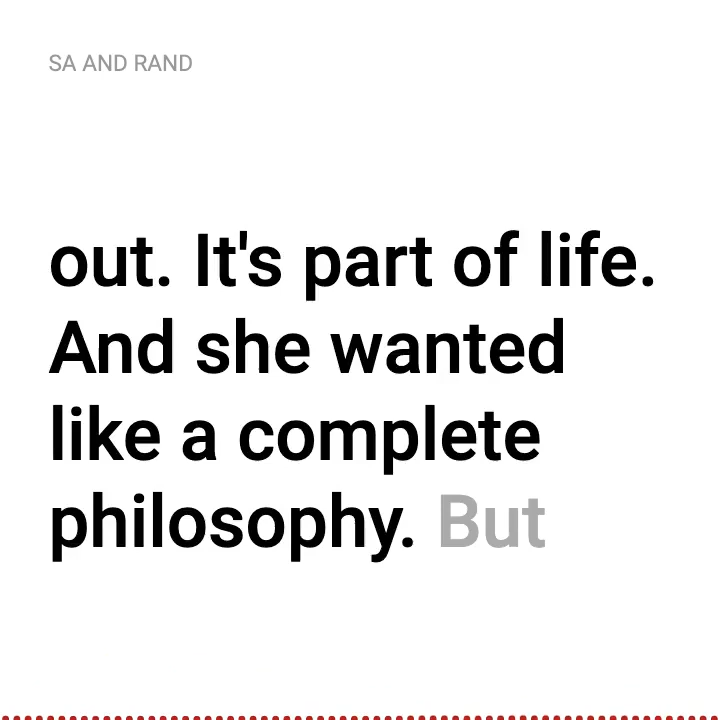 SA AND RAND
out. It's part of life.
And she wanted
like a complete
philosophy. But